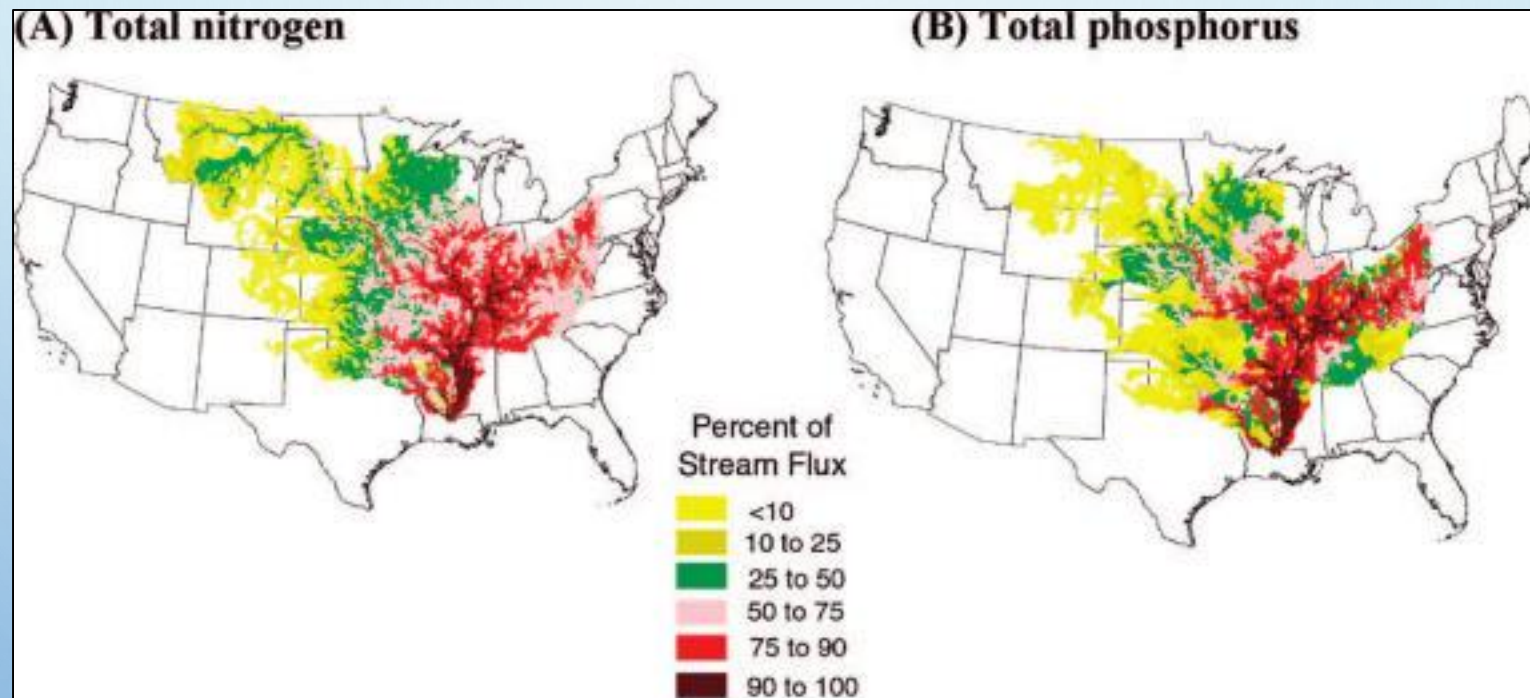 (A) Total nitrogen
(B) Total phosphorus
Percent of
Stream Flux
<10
10 to 25
25 to 50
50 to 75
75 to 90
90 to 100